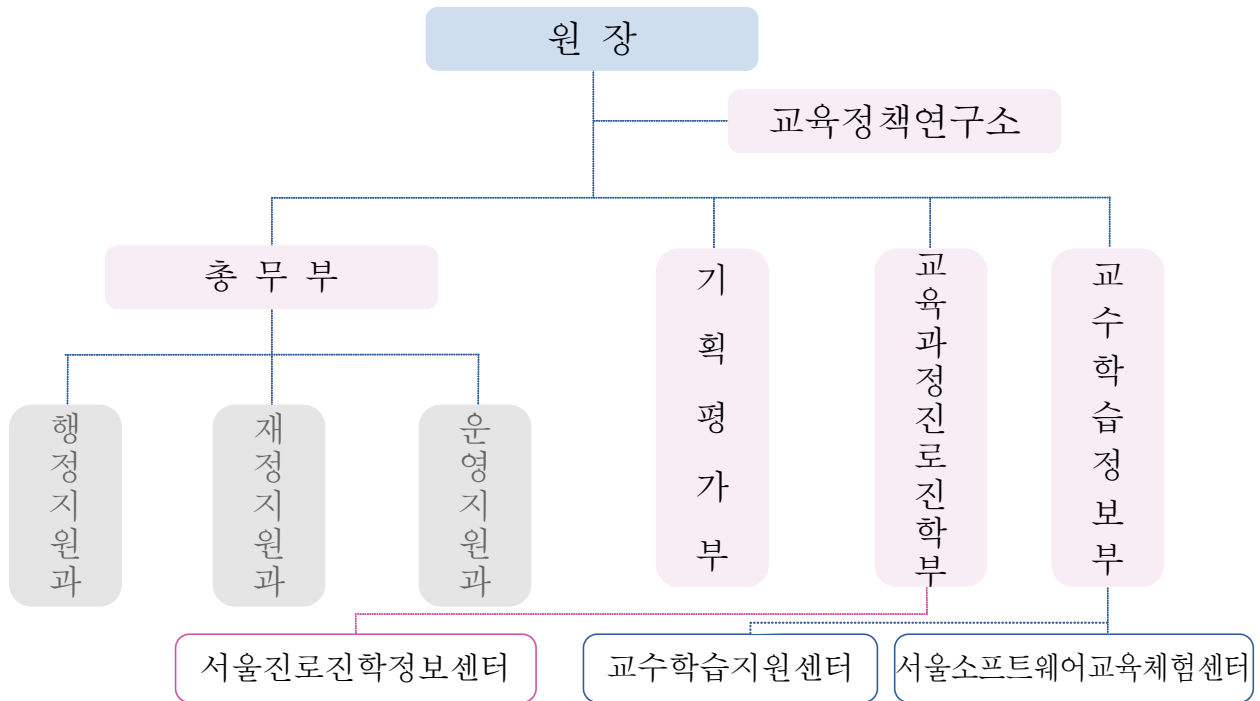 원 장
교육정책연구소
총 무 부
기획평가부
교육과정진로진학부
교수학습정보부
행정지원과
재정지원과
운영지원과
서울진로진학정보센터
교수학습지원센터
서울소프트웨어교육체험센터